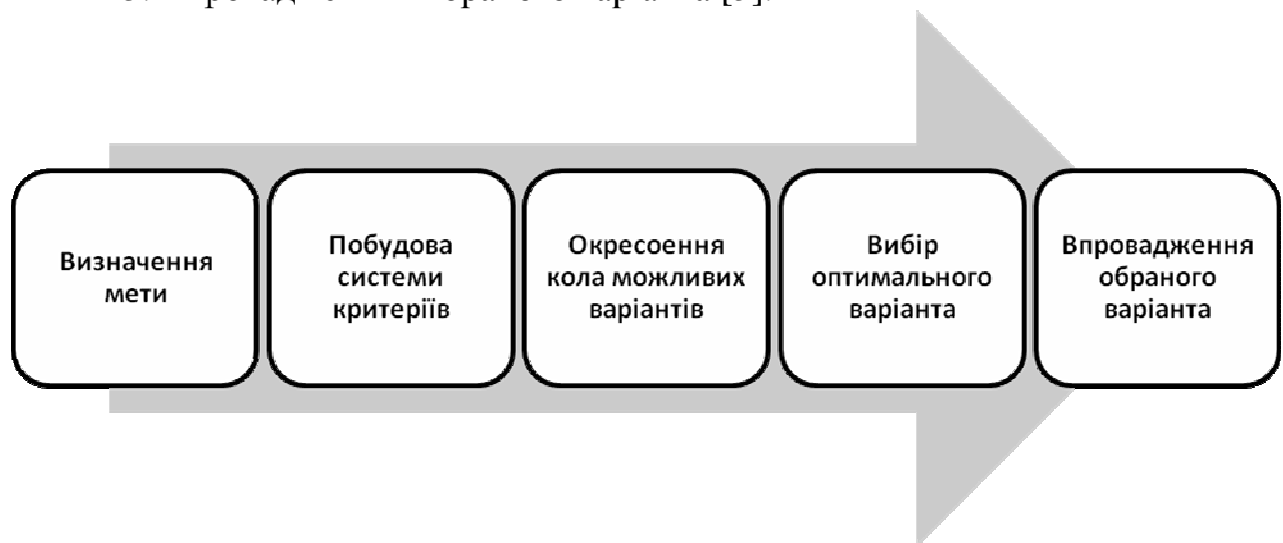 Визначення
мети
Побудова
системи
критеріїв
Окресоення
кола можливих
варіантів
Вибір
оптимального
варіанта
Впровадження
обраного
варіанта